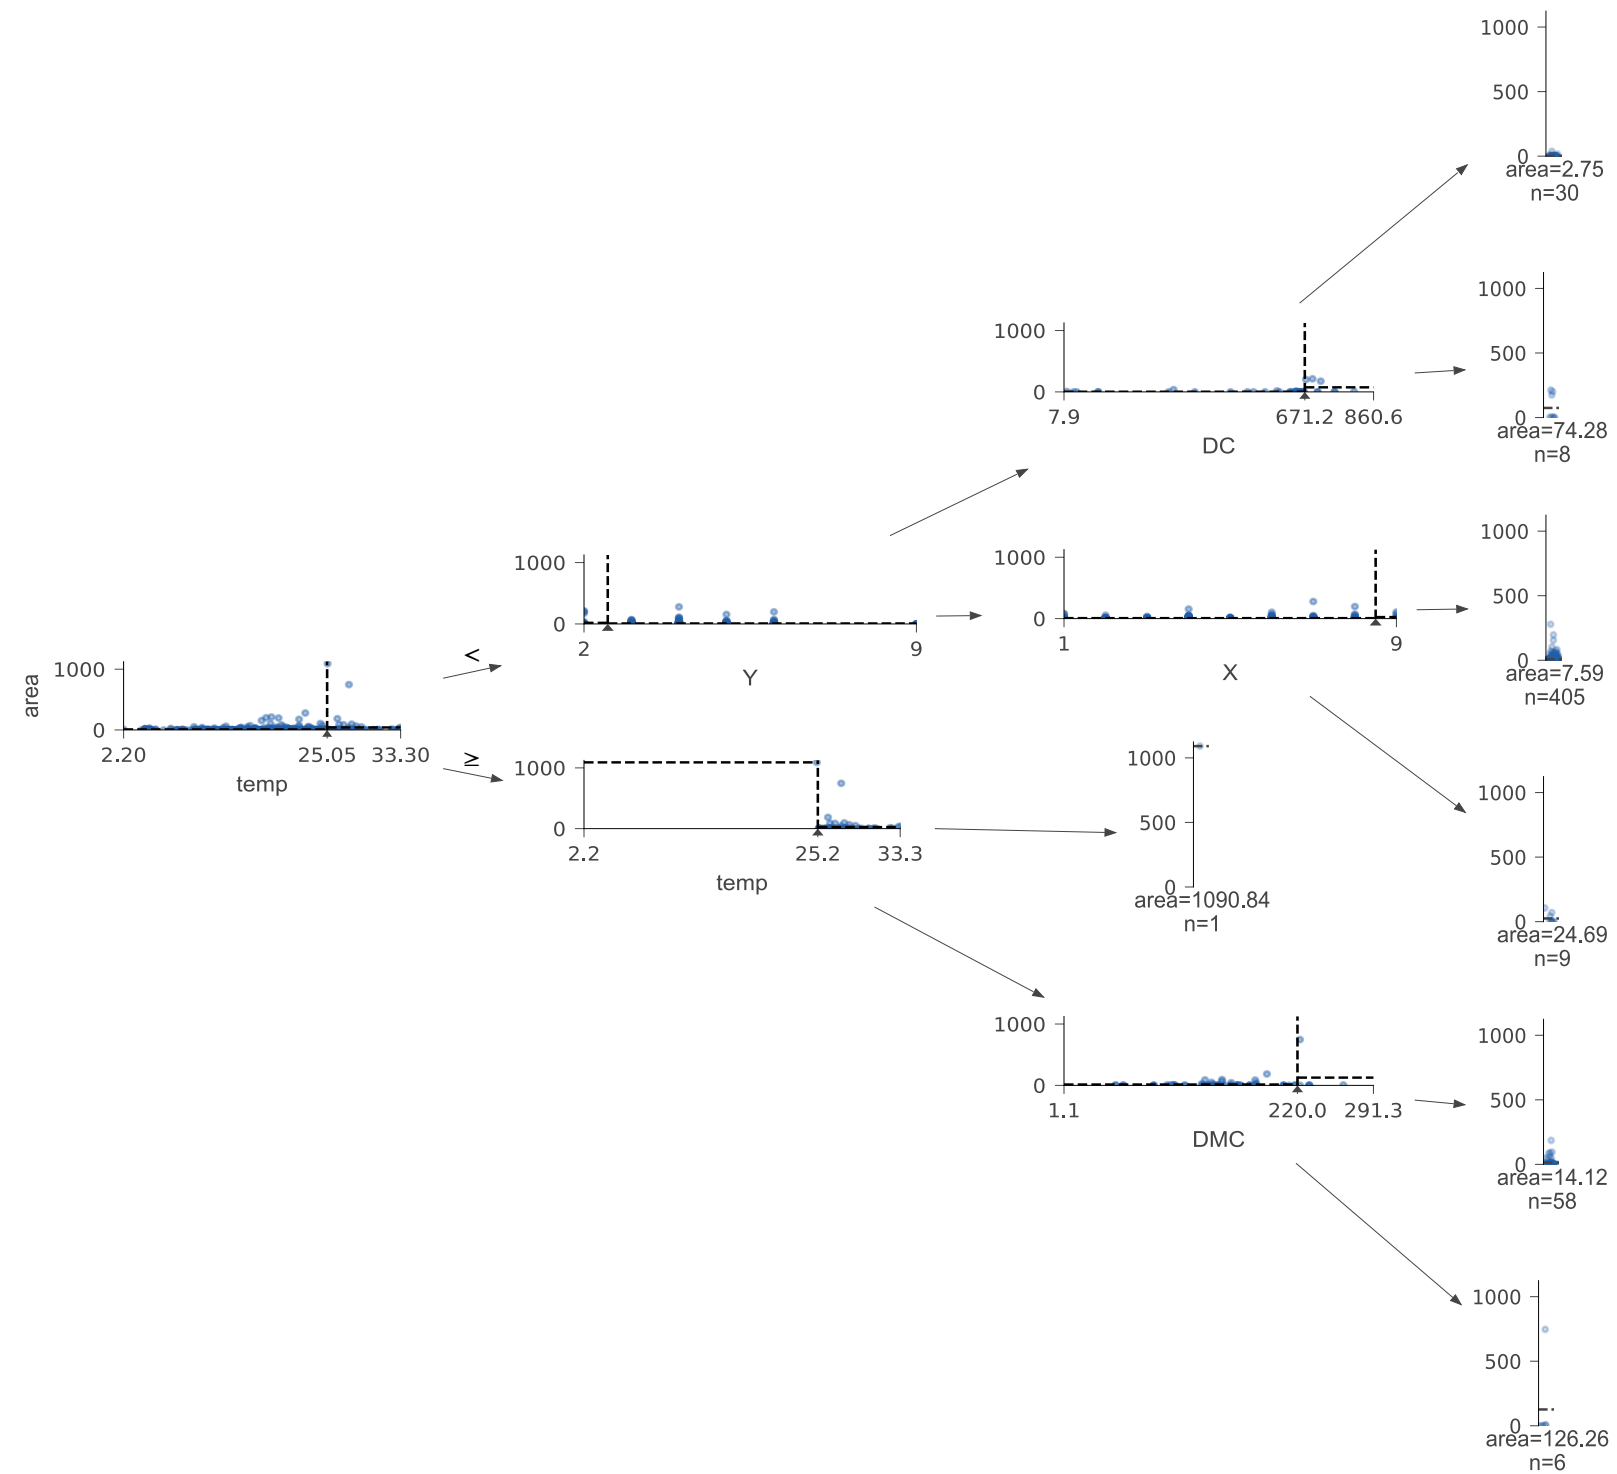 1000
500
0
area=2.75
n=30
1000
500
0
area=74.28
n=8
1000
0
7.9 671.2 860.6
DC
1000
500
0
area=7.59
n=405
1000
0
2 9
Y
1000
0
1 9
X
area
1000
0
2.20 25.05 33.30
temp
<
≥
1000
0
2.2 25.2 33.3
temp
1000
500
0
area=1090.84
n=1
1000
500
0
area=24.69
n=9
1000
0
1.1 220.0 291.3
DMC
1000
500
0
area=14.12
n=58
1000
500
0
area=126.26
n=6